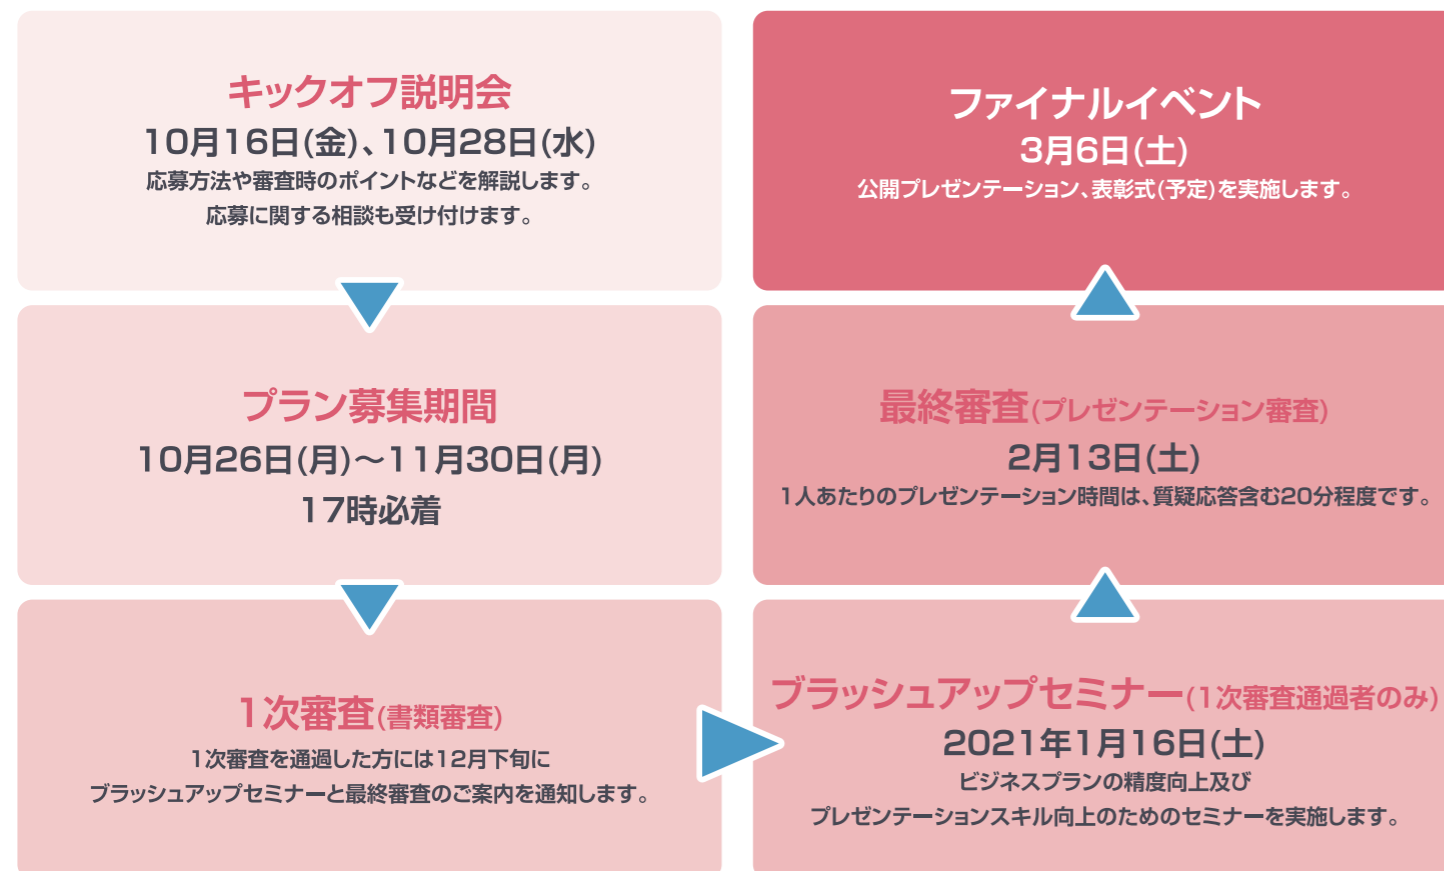 キックオフ説明会
10月16日(金)、10月28日(水)
応募方法や審査時のポイントなどを解説します。
応募に関する相談も受け付けます。
プラン募集期間
10月26日(月)～11月30日(月)
17時必着
1次審査(書類審査)
1次審査を通過した方には12月下旬に
ブラッシュアップセミナーと最終審査のご案内を通知します。
ブラッシュアップセミナー(1次審査通過者のみ)
2021年1月16日(土)
ビジネスプランの精度向上及び
プレゼンテーションスキル向上のためのセミナーを実施します。
最終審査(プレゼンテーション審査)
2月13日(土)
1人あたりのプレゼンテーション時間は、質疑応答含む20分程度です。
ファイナルイベント
3月6日(土)
公開プレゼンテーション、表彰式(予定)を実施します。